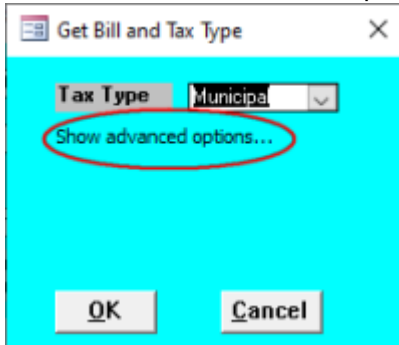 Get Bill and Tax Type
Tax Type Municipal
Show advanced options...
OK Cancel